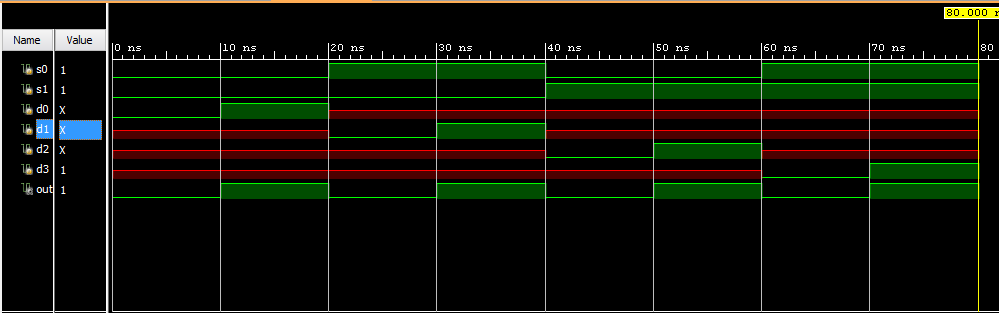 80.000 n
Name Value
0 ns 10 ns 20 ns 30 ns 40 ns 50 ns 60 ns 70 ns 80
s0 1
s1 1
d0 X
d1 X
d2 X
d3 1
out 1